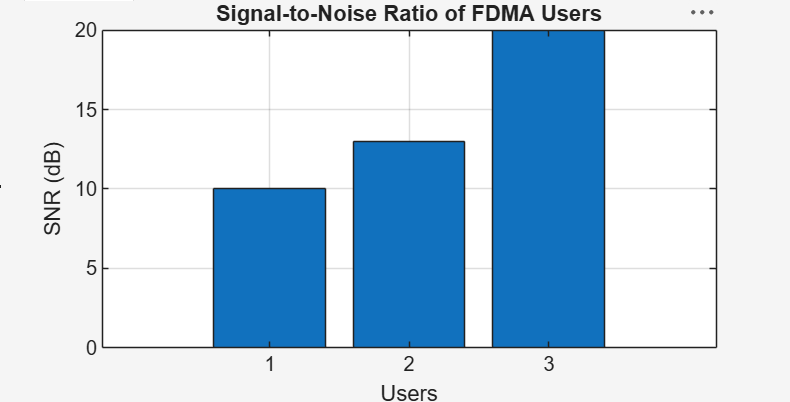 Signal-to-Noise Ratio of FDMA Users
20
15
10
5
0
SNR (dB)
1 2 3
Users